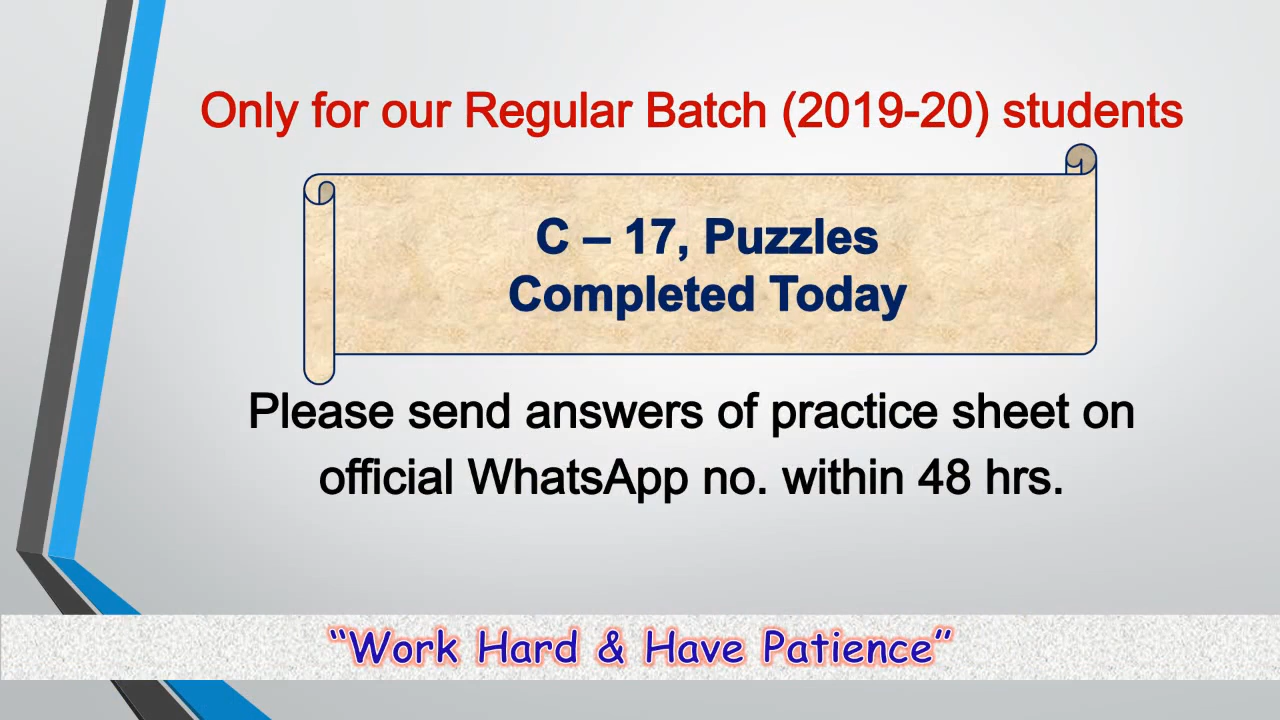 Only for our Regular Batch (2019-20) students
C – 17, Puzzles
Completed Today
Please send answers of practice sheet on
official WhatsApp no. within 48 hrs.
“Work Hard & Have Patience”